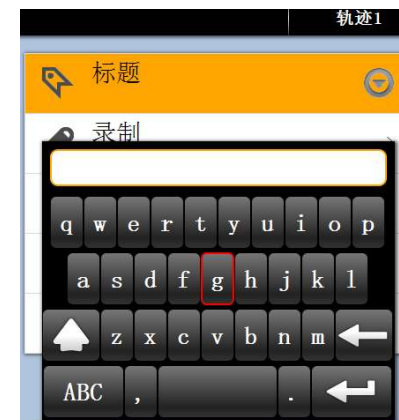 轨迹1
标题
录制
q w e r t y u i o p
a s d f g h j k l
z x c v b n m
ABC , .